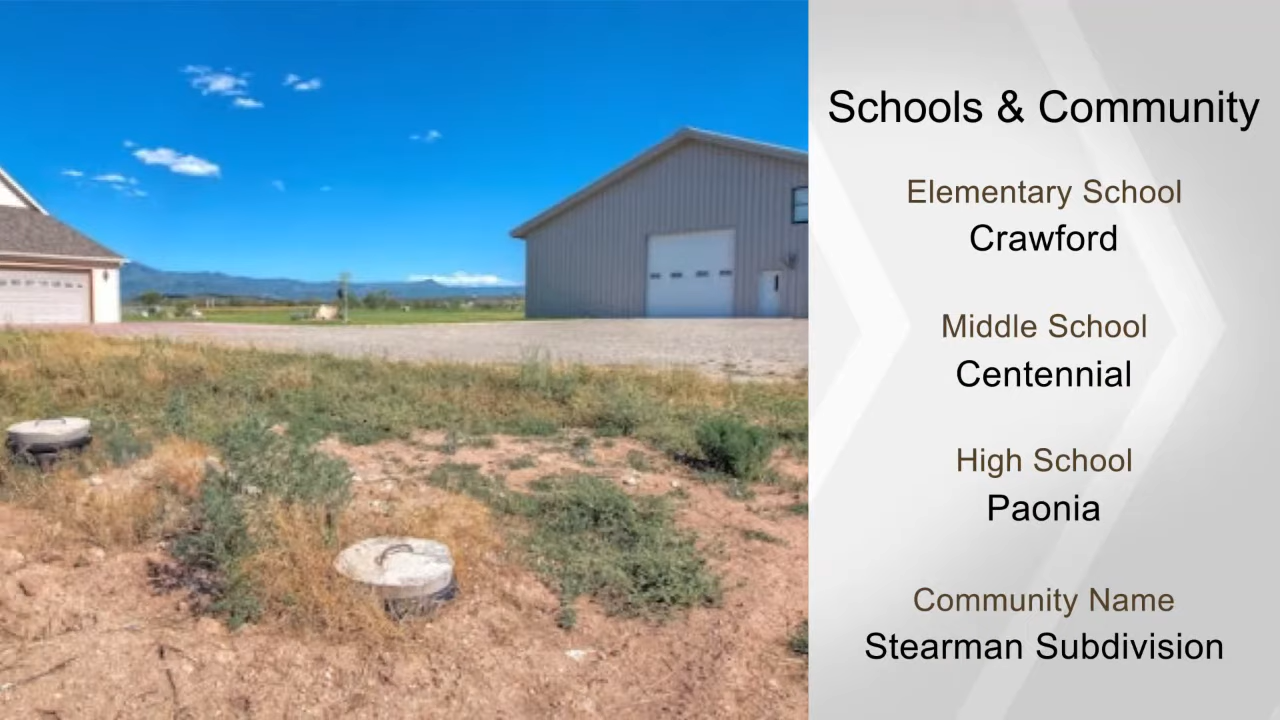 Schools & Community
Elementary School
Crawford
Middle School
Centennial
High School
Paonia
Community Name
Stearman Subdivision